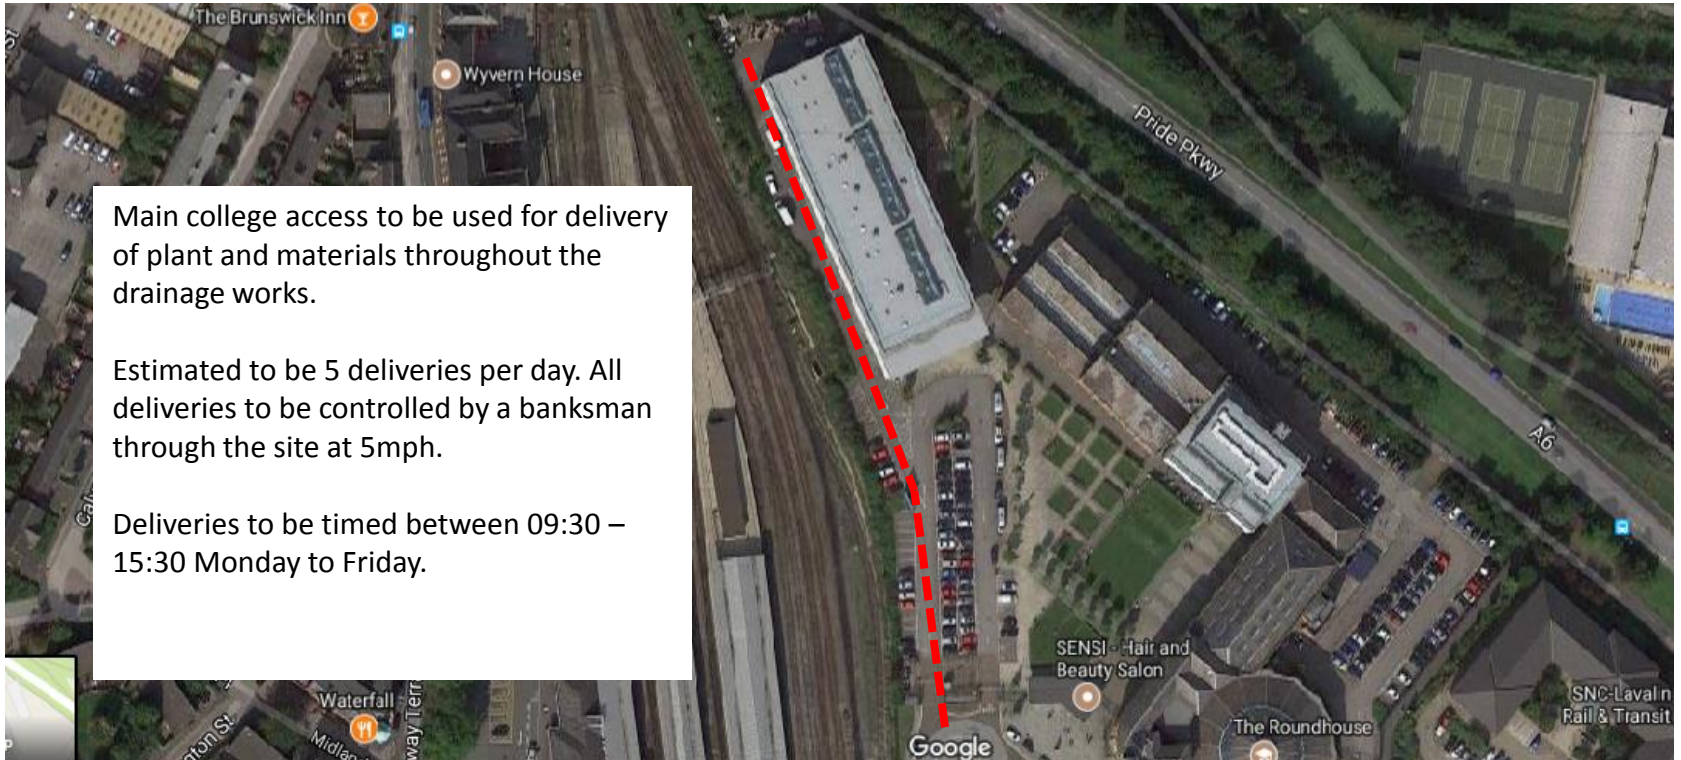 The Brunswick Inn
Wyvern House
Pride Pkwy
Main college access to be used for delivery
of plant and materials throughout the
drainage works.
Estimated to be 5 deliveries per day. All
deliveries to be controlled by a banksman
through the site at 5mph.
Deliveries to be timed between 09:30 –
15:30 Monday to Friday.
A6
SENSI - Hair and
Beauty Salon
SNC-Lavalin
Rail & Transit
Waterfall
The Roundhouse
Google